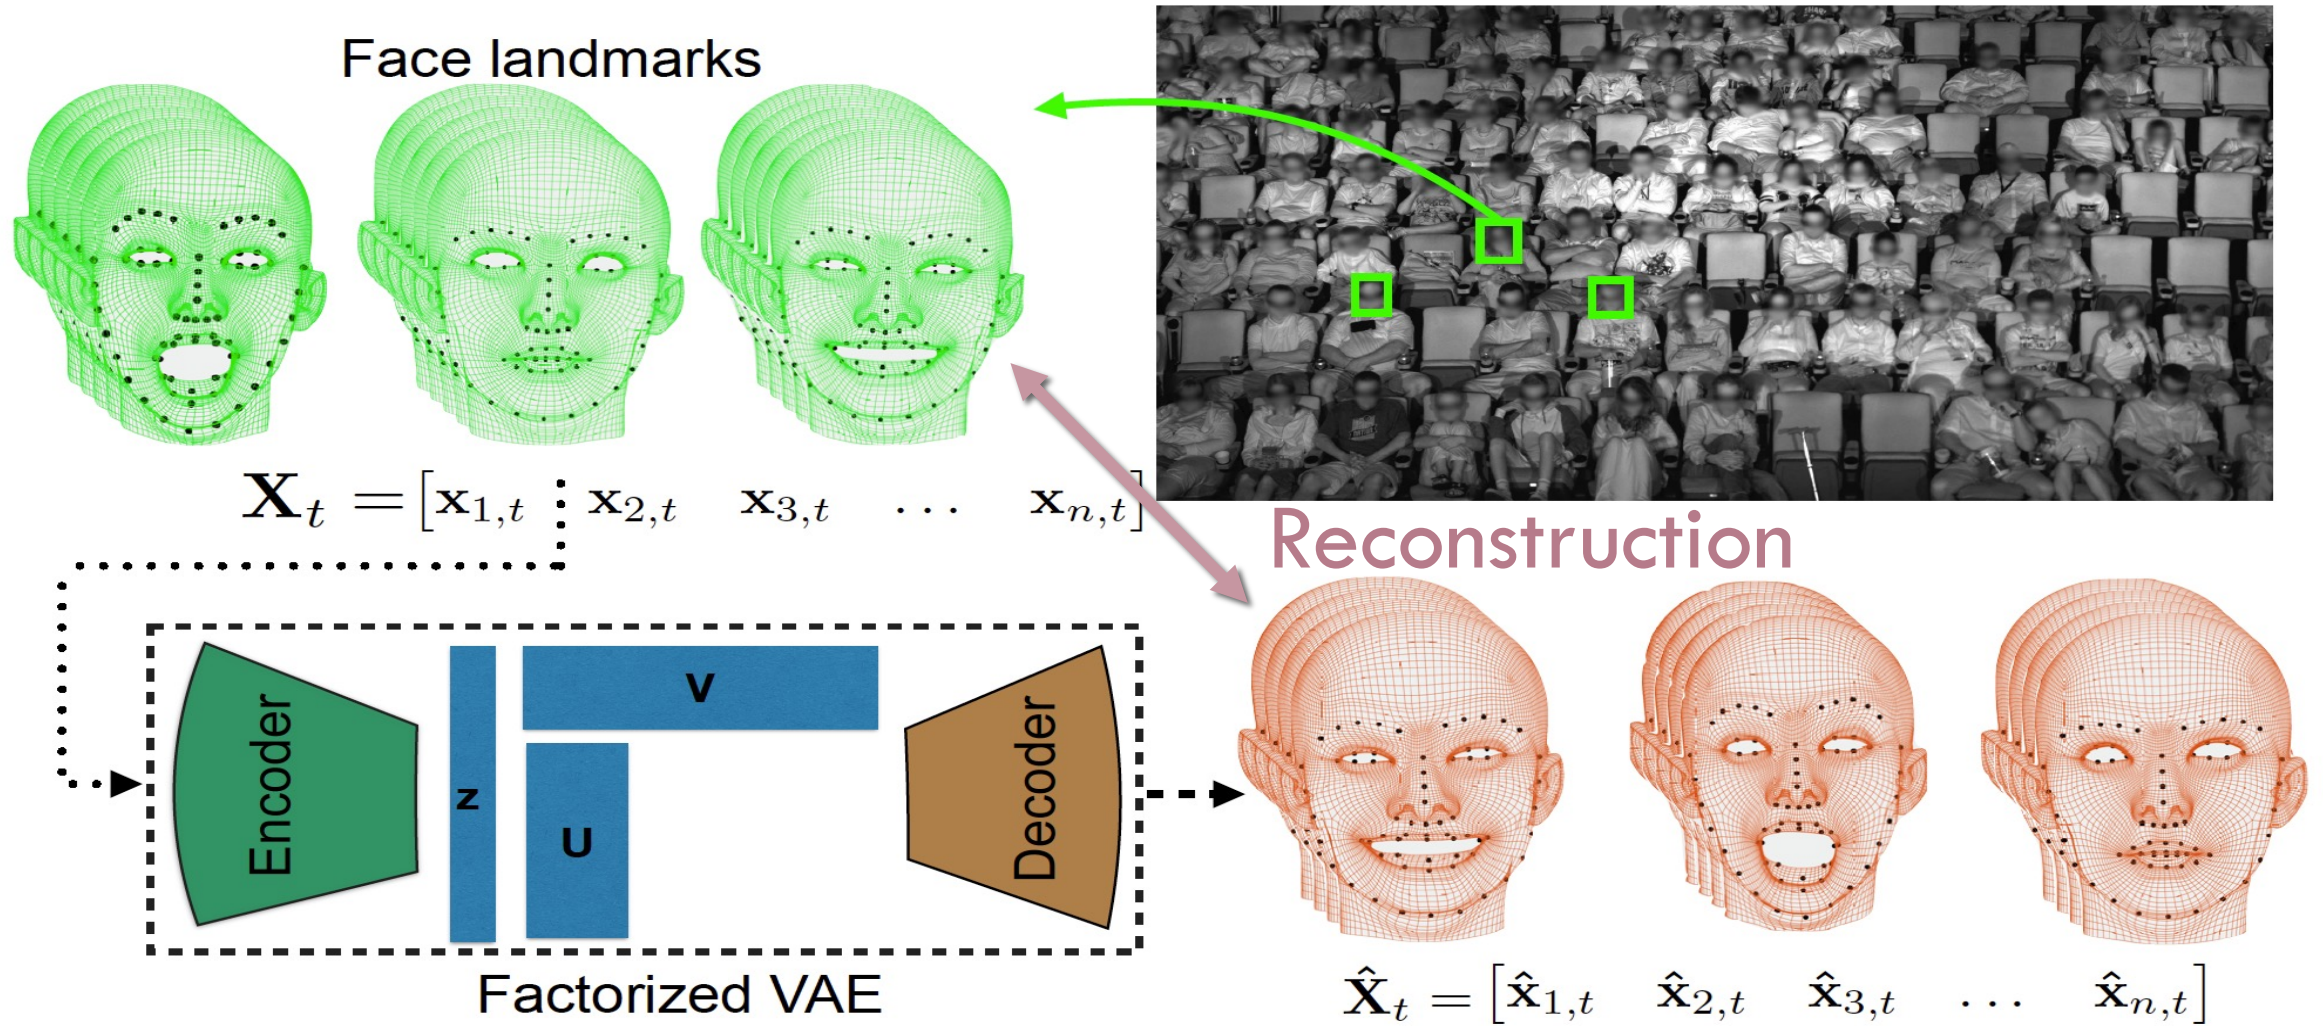 Face landmarks
X_t = [x_{1,t} x_{2,t} x_{3,t} ... x_{n,t}]
Reconstruction
Encoder
z
V
U
Decoder
Factorized VAE
X̂_t = [x̂_{1,t} x̂_{2,t} x̂_{3,t} ... x̂_{n,t}]